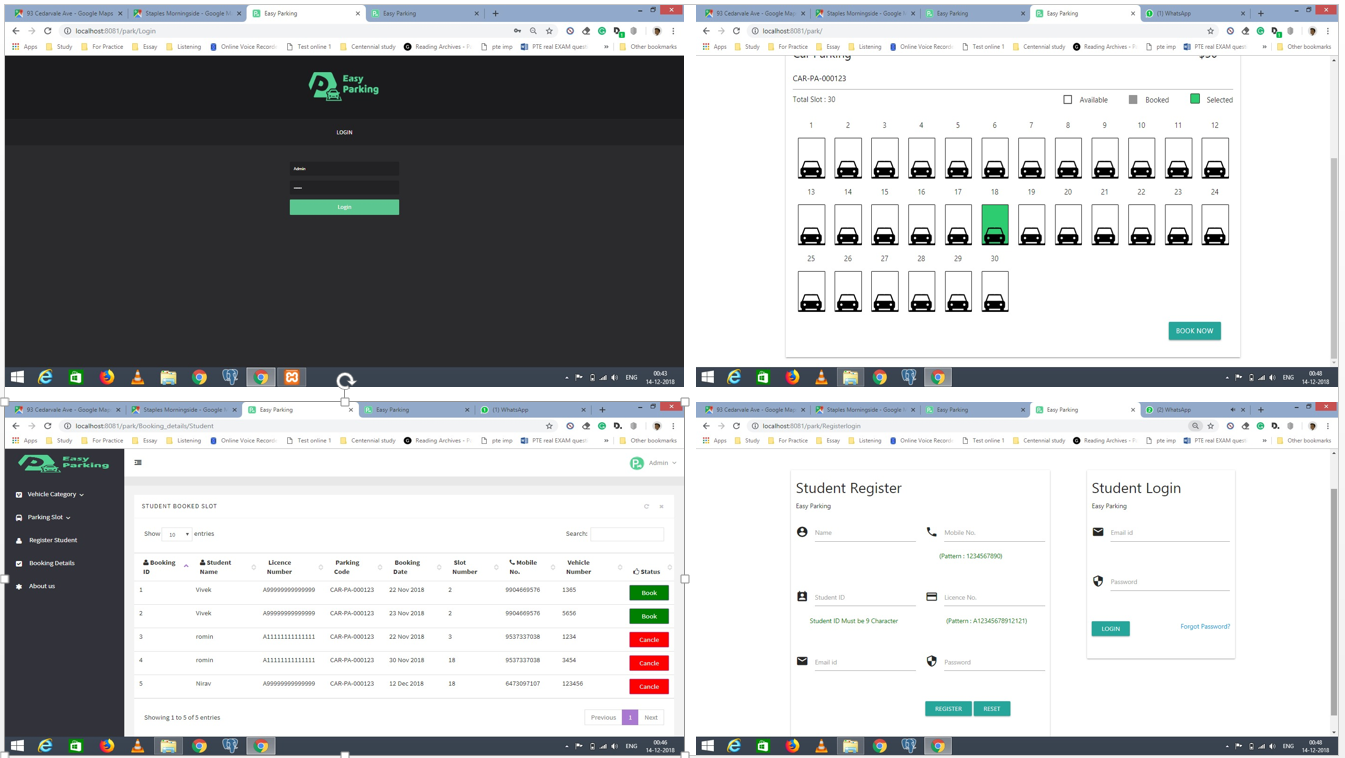 93 Cedarvale Ave - Google Maps
Staples Morningside - Google M
Easy Parking
Easy Parking
localhost:8081/park/Login
Apps Study For Practice Essay Listening Online Voice Record Test online 1 Centennial study Reading Archives - pte imp PTE real EXAM quest » Other bookmarks
Easy
Parking
LOGIN
Admin
Login
ENG
00:43
14-12-2018
93 Cedarvale Ave - Google Map
Staples Morningside - Google
Easy Parking
Easy Parking
(1) WhatsApp
localhost:8081/park/
Apps Study For Practice Essay Listening Online Voice Record Test online 1 Centennial study Reading Archives - pte imp PTE real EXAM quest » Other bookmarks
Car Parking
CAR-PA-000123
Total Slot : 30
Available Booked Selected
1 2 3 4 5 6 7 8 9 10 11 12
13 14 15 16 17 18 19 20 21 22 23 24
25 26 27 28 29 30
BOOK NOW
ENG
00:48
14-12-2018
93 Cedarvale Ave - Google Map
Staples Morningside - Google
Easy Parking
Easy Parking
(1) WhatsApp
localhost:8081/park/Booking_details/Student
Apps Study For Practice Essay Listening Online Voice Record Test online 1 Centennial study Reading Archives - pte imp PTE real EXAM quest » Other bookmarks
Easy
Parking
Admin
Vehicle Category
Parking Slot
Register Student
Booking Details
About us
STUDENT BOOKED SLOT
Show 10 entries
Search:
Booking ID Student Name Licence Number Parking Code Booking Date Slot Number Mobile No. Vehicle Number Status
1 Vivek A99999999999999 CAR-PA-000123 22 Nov 2018 2 9904669576 1365 Book
2 Vivek A99999999999999 CAR-PA-000123 23 Nov 2018 2 9904669576 5656 Book
3 romin A11111111111111 CAR-PA-000123 22 Nov 2018 3 9537337038 1234 Cancle
4 romin A11111111111111 CAR-PA-000123 30 Nov 2018 18 9537337038 3454 Cancle
5 Nirav A99999999999999 CAR-PA-000123 12 Dec 2018 18 6473097107 123456 Cancle
Showing 1 to 5 of 5 entries
Previous 1 Next
ENG
00:46
14-12-2018
93 Cedarvale Ave - Google Map
Staples Morningside - Google
Easy Parking
Easy Parking
(2) WhatsApp
localhost:8081/park/Registerlogin
Apps Study For Practice Essay Listening Online Voice Record Test online 1 Centennial study Reading Archives - pte imp PTE real EXAM quest » Other bookmarks
Student Register
Easy Parking
Name
Mobile No.
(Pattern : 1234567890)
Student ID
Licence No.
Student ID Must be 9 Character
(Pattern : A12345678912121)
Email id
Password
REGISTER
RESET
Student Login
Easy Parking
Email id
Password
LOGIN
Forgot Password?
ENG
00:48
14-12-2018